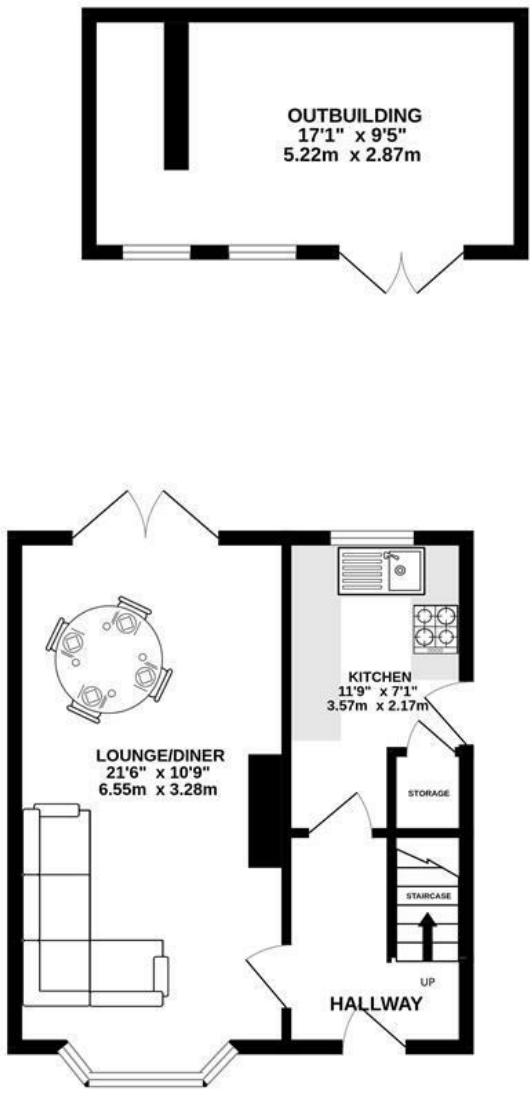 OUTBUILDING
17'1" x 9'5"
5.22m x 2.87m
KITCHEN
11'9" x 7'1"
3.57m x 2.17m
LOUNGE/DINER
21'6" x 10'9"
6.55m x 3.28m
STORAGE
STAIRCASE
UP
HALLWAY